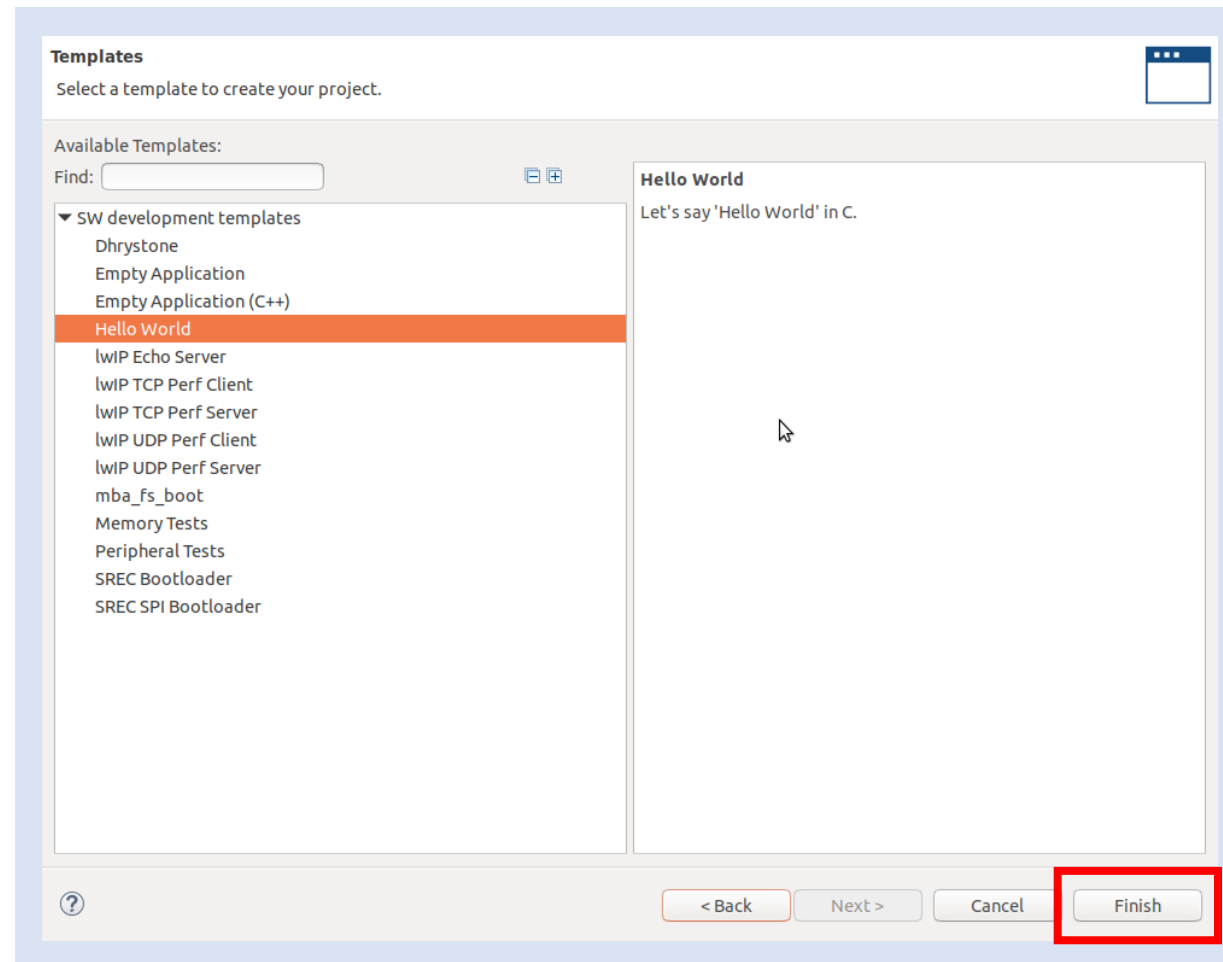 Templates
Select a template to create your project.
Available Templates:
Find:
SW development templates
Dhrystone
Empty Application
Empty Application (C++)
Hello World
lwIP Echo Server
lwIP TCP Perf Client
lwIP TCP Perf Server
lwIP UDP Perf Client
lwIP UDP Perf Server
mba_fs_boot
Memory Tests
Peripheral Tests
SREC Bootloader
SREC SPI Bootloader
Hello World
Let's say 'Hello World' in C.
?
< Back
Next >
Cancel
Finish